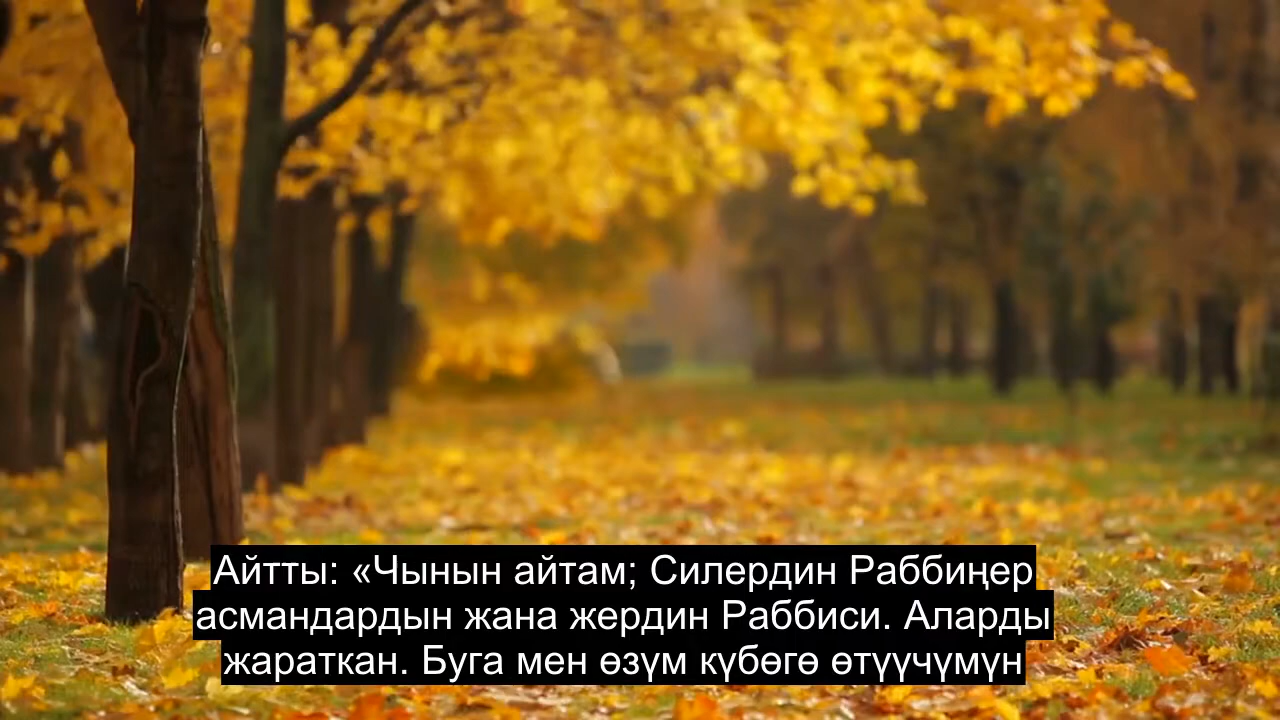 Айтты: «Чынын айтам; Силердин Раббиңер
асмандардын жана жердин Раббиси. Аларды
жараткан. Буга мен өзүм күбөгө өтүүчүмүн